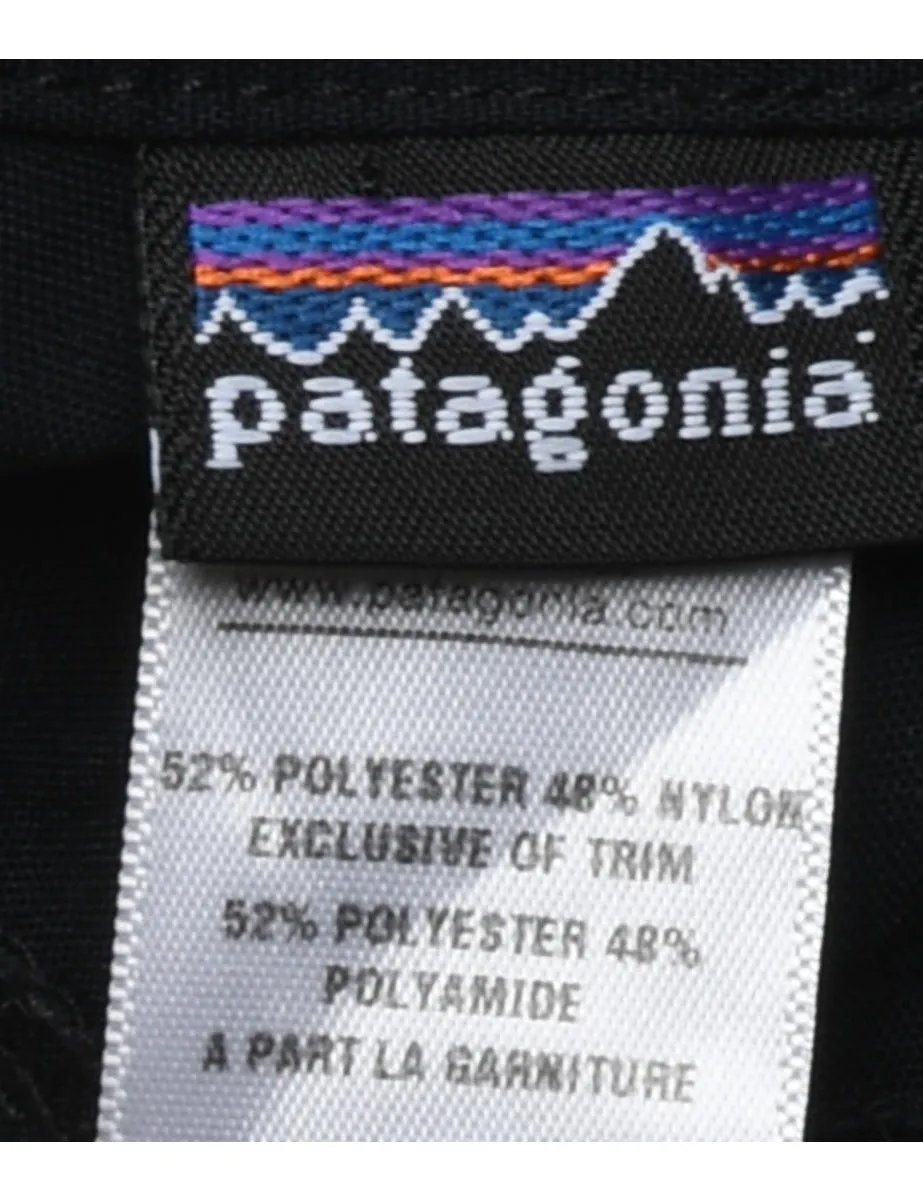 patagonia
www.patagonia.com
52% POLYESTER 48% NYLON
EXCLUSIVE OF TRIM
52% POLYESTER 48%
POLYAMIDE
A PART LA GARNITURE